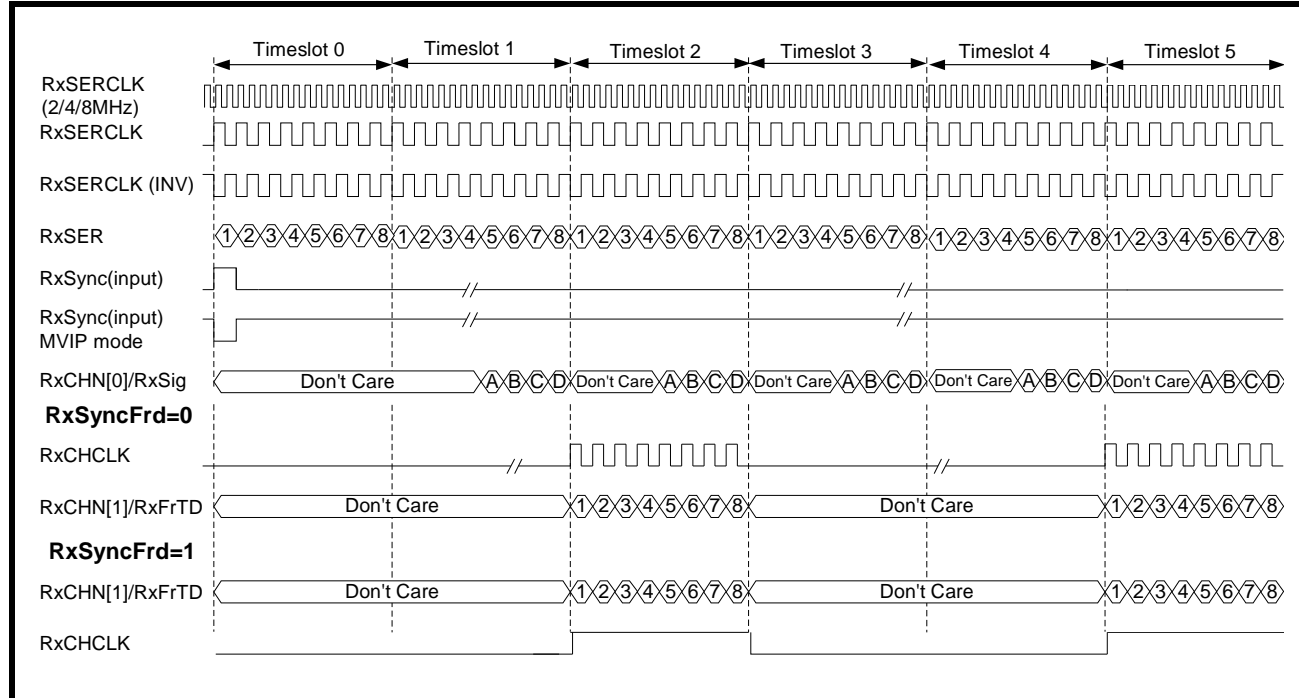 Timeslot 0 Timeslot 1 Timeslot 2 Timeslot 3 Timeslot 4 Timeslot 5
RxSERCLK
(2/4/8MHz)
RxSERCLK
RxSERCLK (INV)
RxSER 1 2 3 4 5 6 7 8 1 2 3 4 5 6 7 8 1 2 3 4 5 6 7 8 1 2 3 4 5 6 7 8 1 2 3 4 5 6 7 8 1 2 3 4 5 6 7 8
RxSync(input)
RxSync(input)
MVIP mode
RxCHN[0]/RxSig Don't Care A B C D Don't Care A B C D Don't Care A B C D Don't Care A B C D Don't Care A B C D
RxSyncFrd=0
RxCHCLK
RxCHN[1]/RxFrTD Don't Care 1 2 3 4 5 6 7 8 Don't Care 1 2 3 4 5 6 7 8
RxSyncFrd=1
RxCHN[1]/RxFrTD Don't Care 1 2 3 4 5 6 7 8 Don't Care 1 2 3 4 5 6 7 8
RxCHCLK